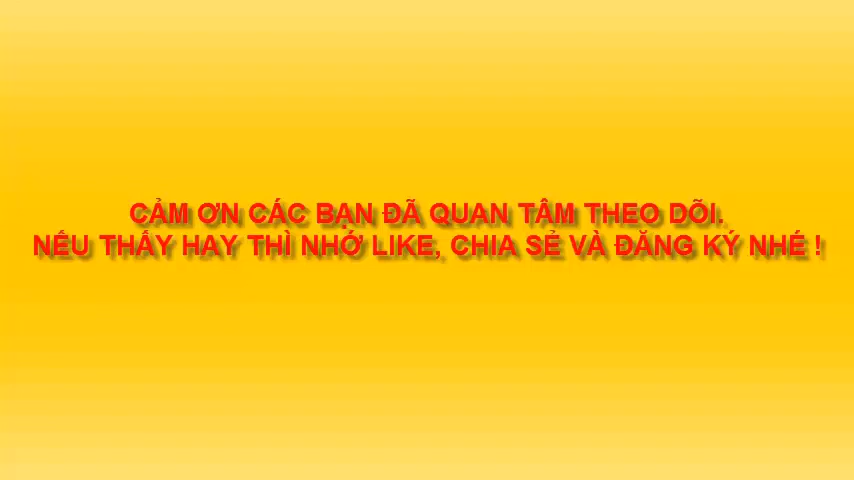 CẢM ƠN CÁC BẠN ĐÃ QUAN TÂM THEO DÕI.
NẾU THẤY HAY THÌ NHỚ LIKE, CHIA SẺ VÀ ĐĂNG KÝ NHÉ !